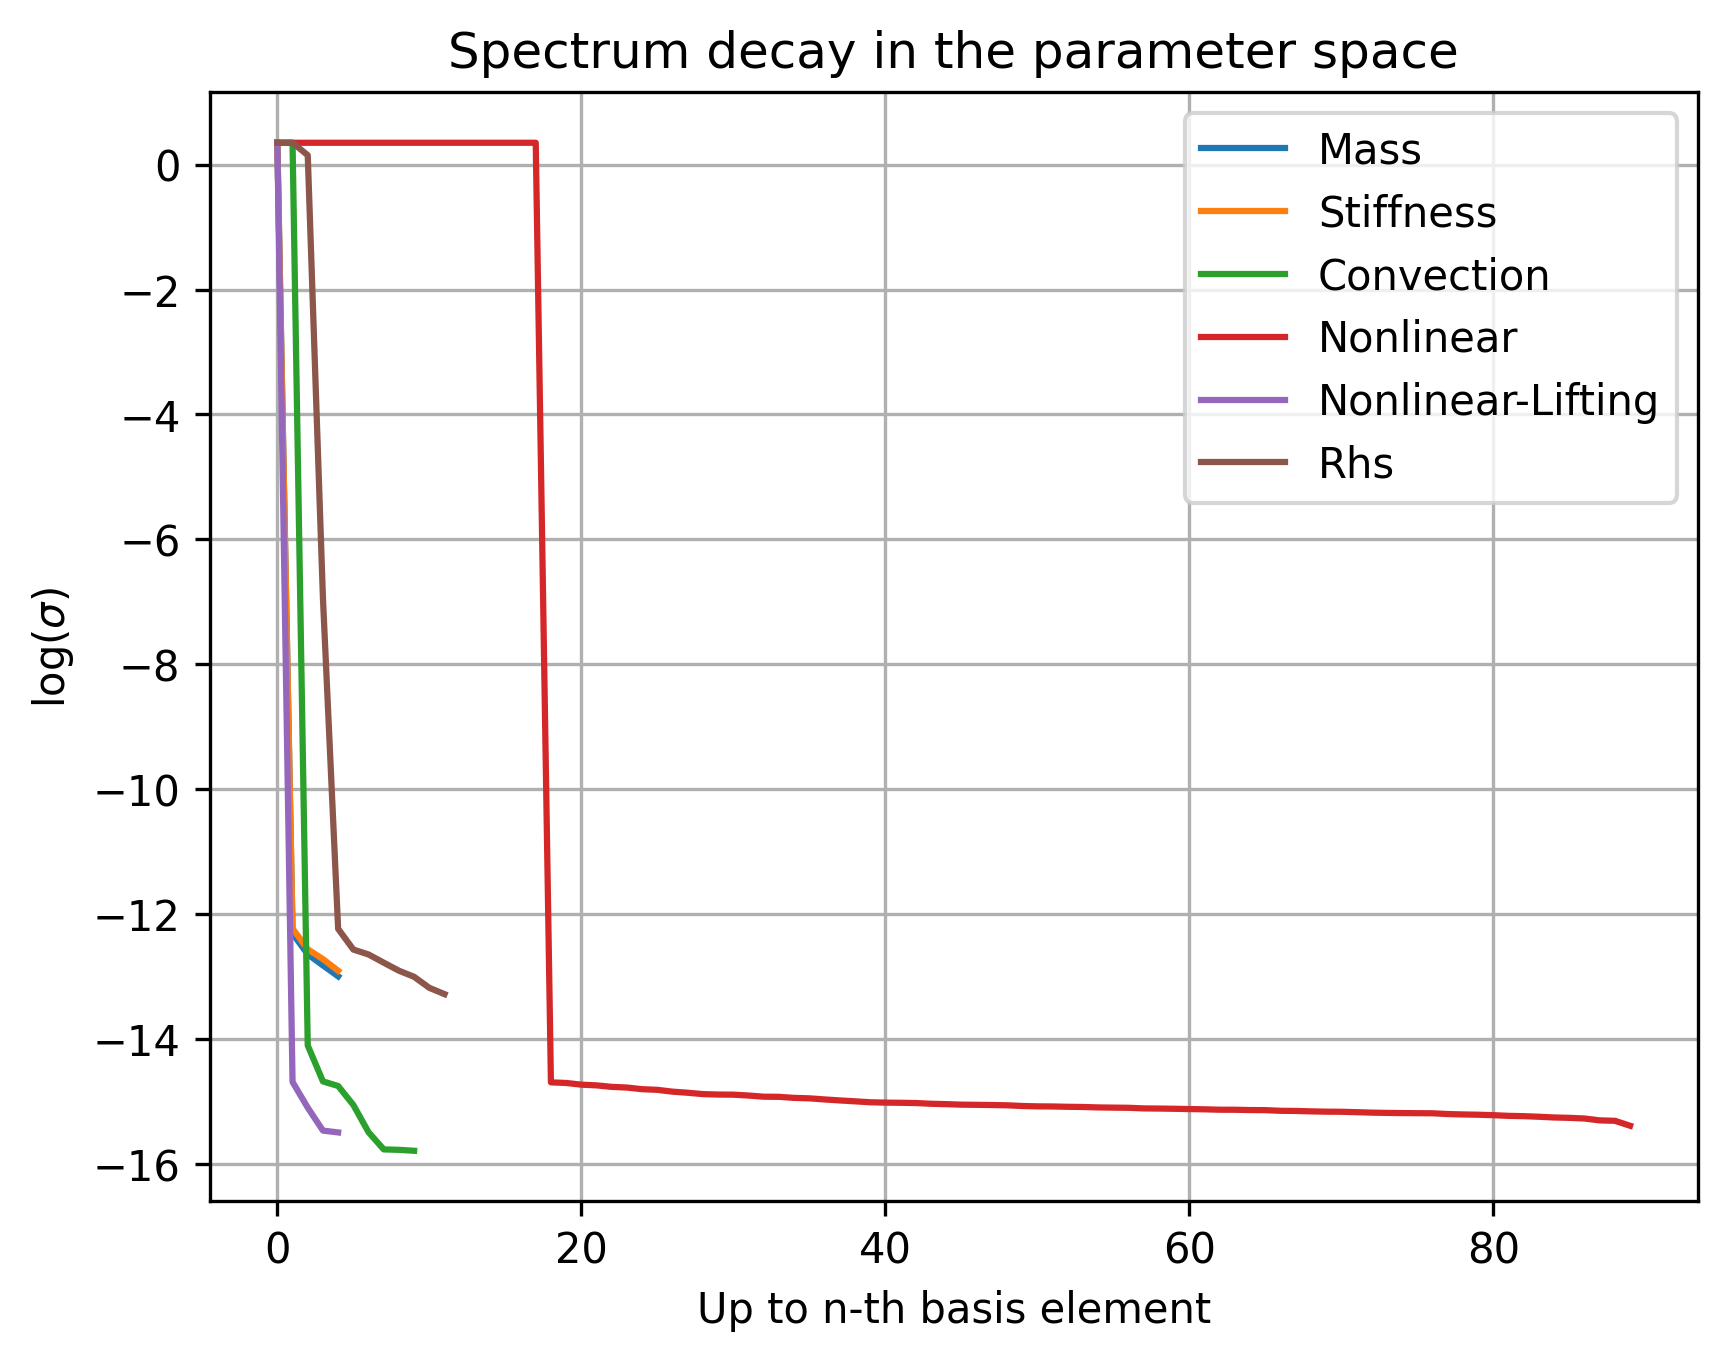 Spectrum decay in the parameter space
0
−2
−4
−6
−8
−10
−12
−14
−16
log(σ)
Mass
Stiffness
Convection
Nonlinear
Nonlinear-Lifting
Rhs
0 20 40 60 80
Up to n-th basis element